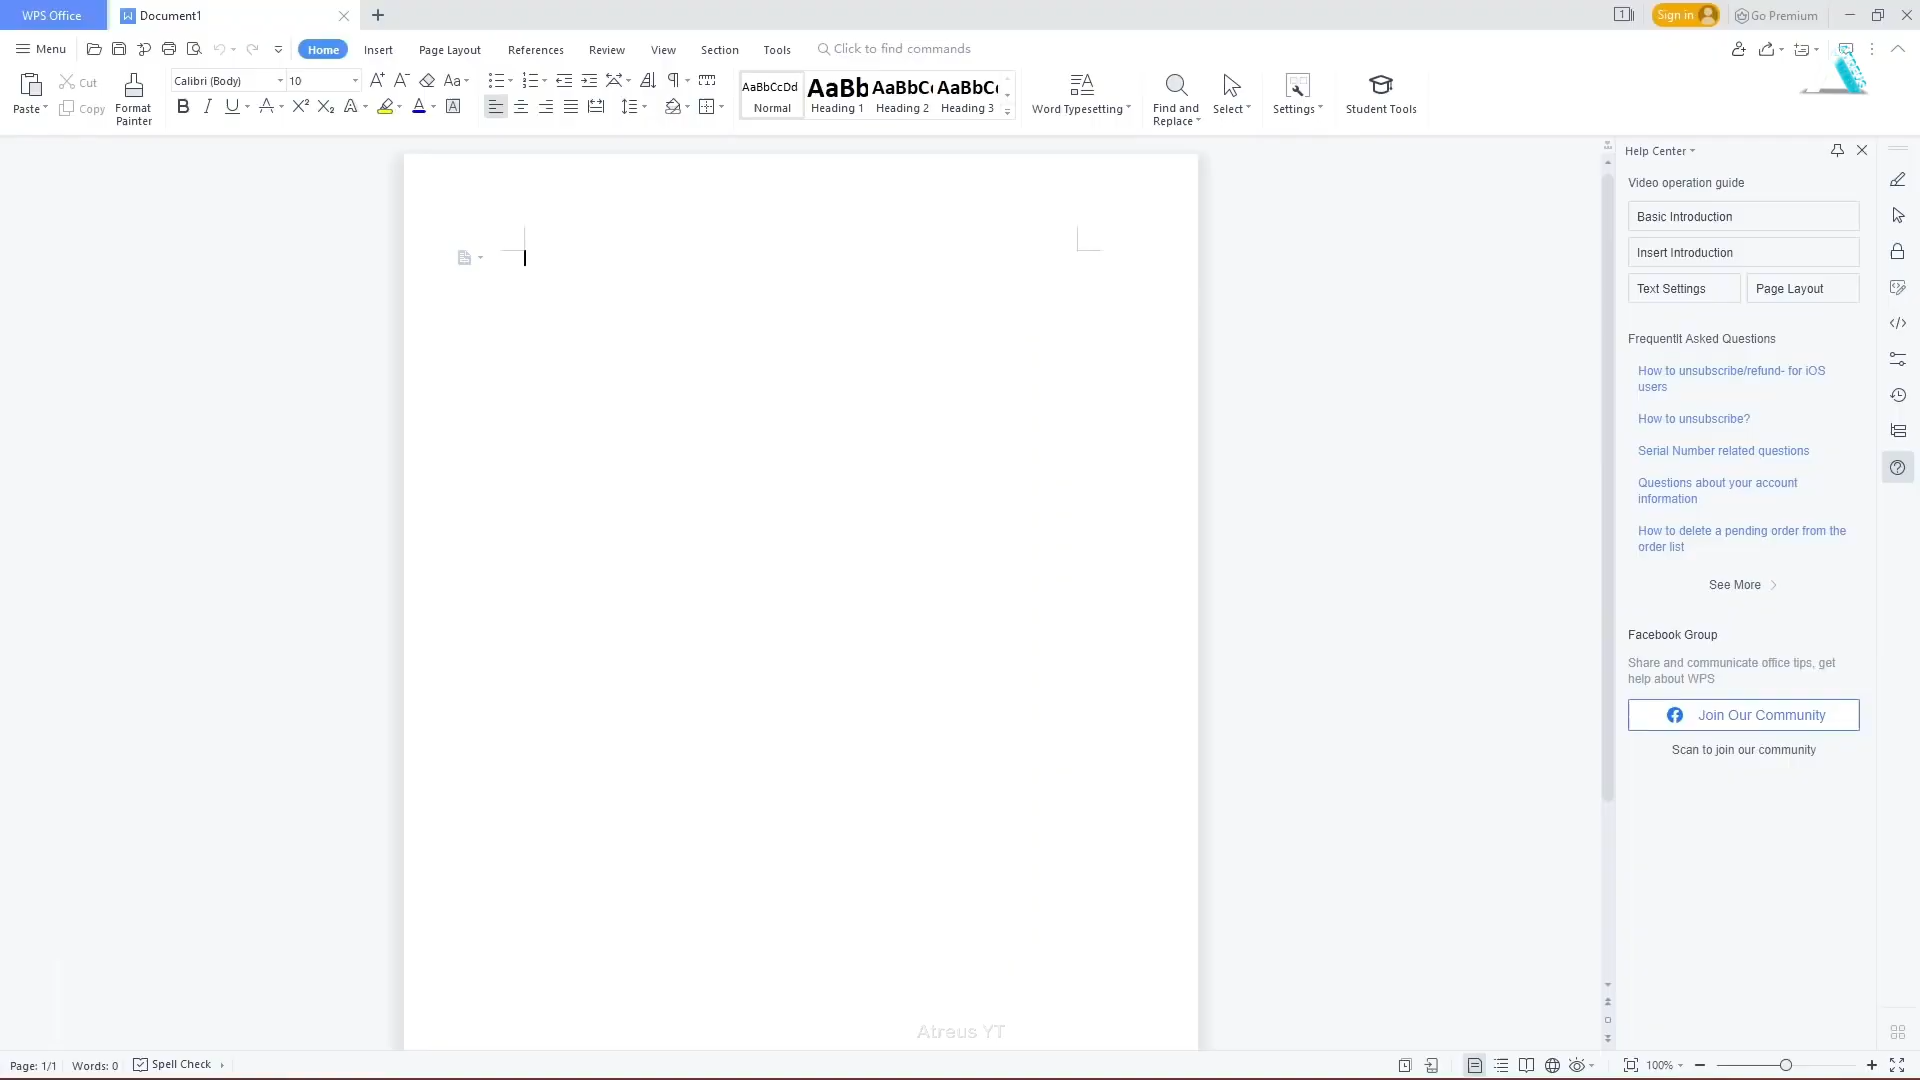 WPS Office
Document1
1
Sign in
Go Premium
Menu
Home
Insert
Page Layout
References
Review
View
Section
Tools
Click to find commands
Paste
Cut
Copy
Format
Painter
Calibri (Body)
10
AaBbCcDd
Normal
AaBb
Heading 1
AaBbC
Heading 2
AaBbC
Heading 3
Word Typesetting
Find and
Replace
Select
Settings
Student Tools
Help Center
Video operation guide
Basic Introduction
Insert Introduction
Text Settings
Page Layout
FrequentIt Asked Questions
How to unsubscribe/refund- for iOS
users
How to unsubscribe?
Serial Number related questions
Questions about your account
information
How to delete a pending order from the
order list
See More
Facebook Group
Share and communicate office tips, get
help about WPS
Join Our Community
Scan to join our community
Atreus YT
Page: 1/1
Words: 0
Spell Check
100%